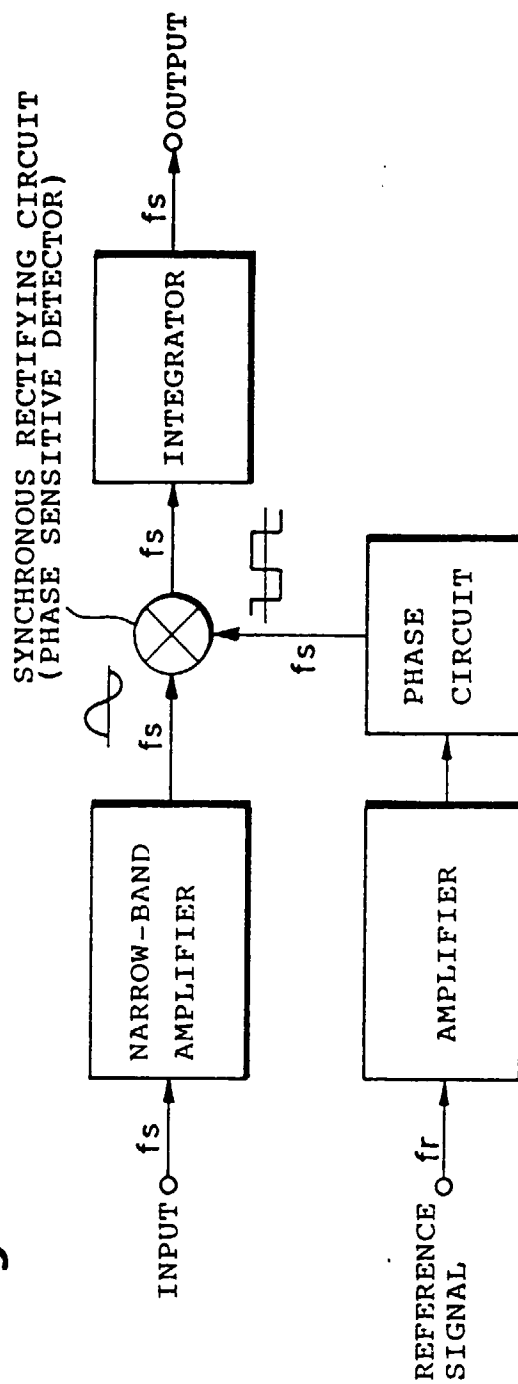 SYNCHRONOUS RECTIFYING CIRCUIT
(PHASE SENSITIVE DETECTOR)
INPUT
fs
NARROW-BAND
AMPLIFIER
fs
fs
INTEGRATOR
fs
OUTPUT
fs
REFERENCE
SIGNAL
fr
AMPLIFIER
PHASE
CIRCUIT